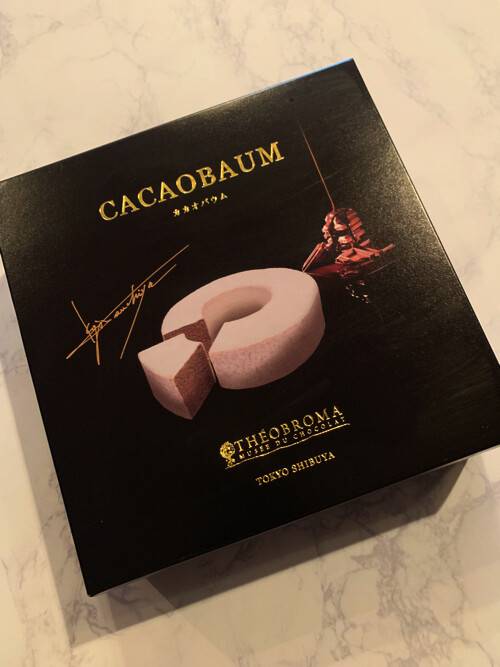 CACAOBAUM
カカオバウム
THÉOBROMA
MUSÉE DU CHOCOLAT
TOKYO SHIBUYA